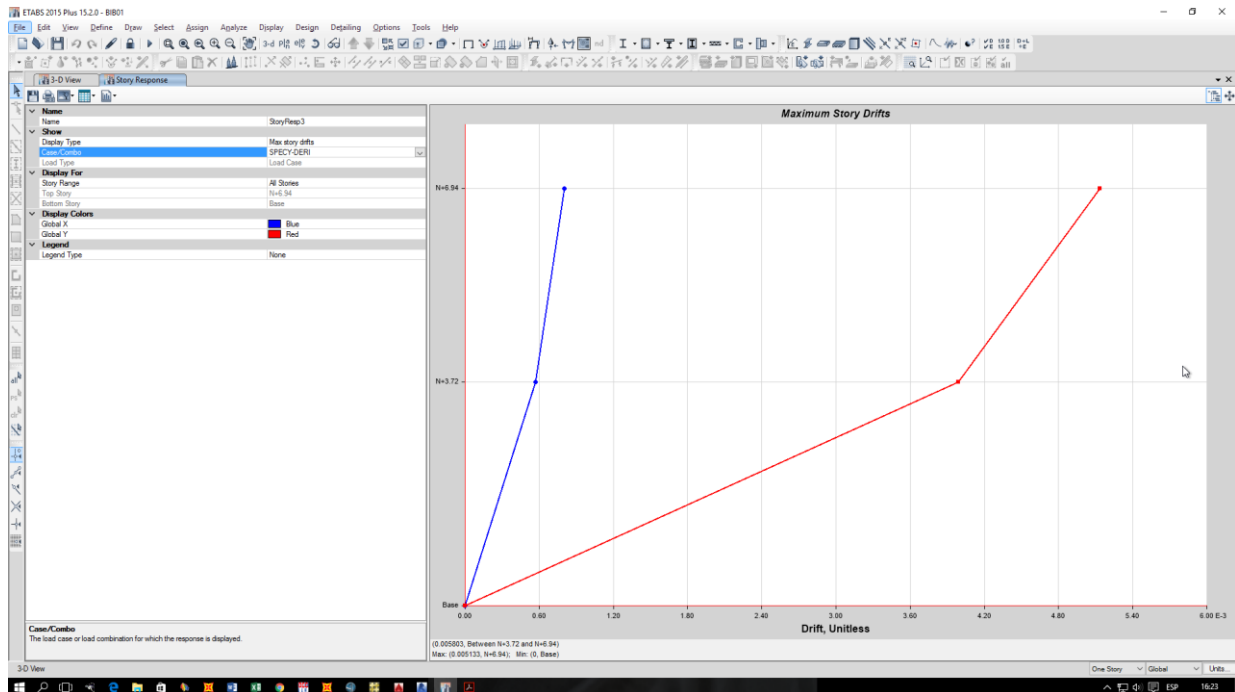 ETABS 2015 Plus 15.2.0 - BIB01
File Edit View Define Draw Select Assign Analyze Display Design Detailing Options Tools Help
3-D View Story Response
Name
Name StoryResp3
Show
Display Type Max story drifts
Case/Combo SPECY-DERI
Load Type Load Case
Display For
Story Range All Stories
Top Story N+6.94
Bottom Story Base
Display Colors
Global X Blue
Global Y Red
Legend
Legend Type None
Case/Combo
The load case or load combination for which the response is displayed.
Maximum Story Drifts
N+6.94
N+3.72
Base
0.00 0.60 1.20 1.80 2.40 3.00 3.60 4.20 4.80 5.40 6.00 E-3
Drift, Unitless
(0.005803, Between N+3.72 and N+6.94)
Max: (0.005133, N+6.94); Min: (0, Base)
3-D View One Story Global Units...
ESP 16:23